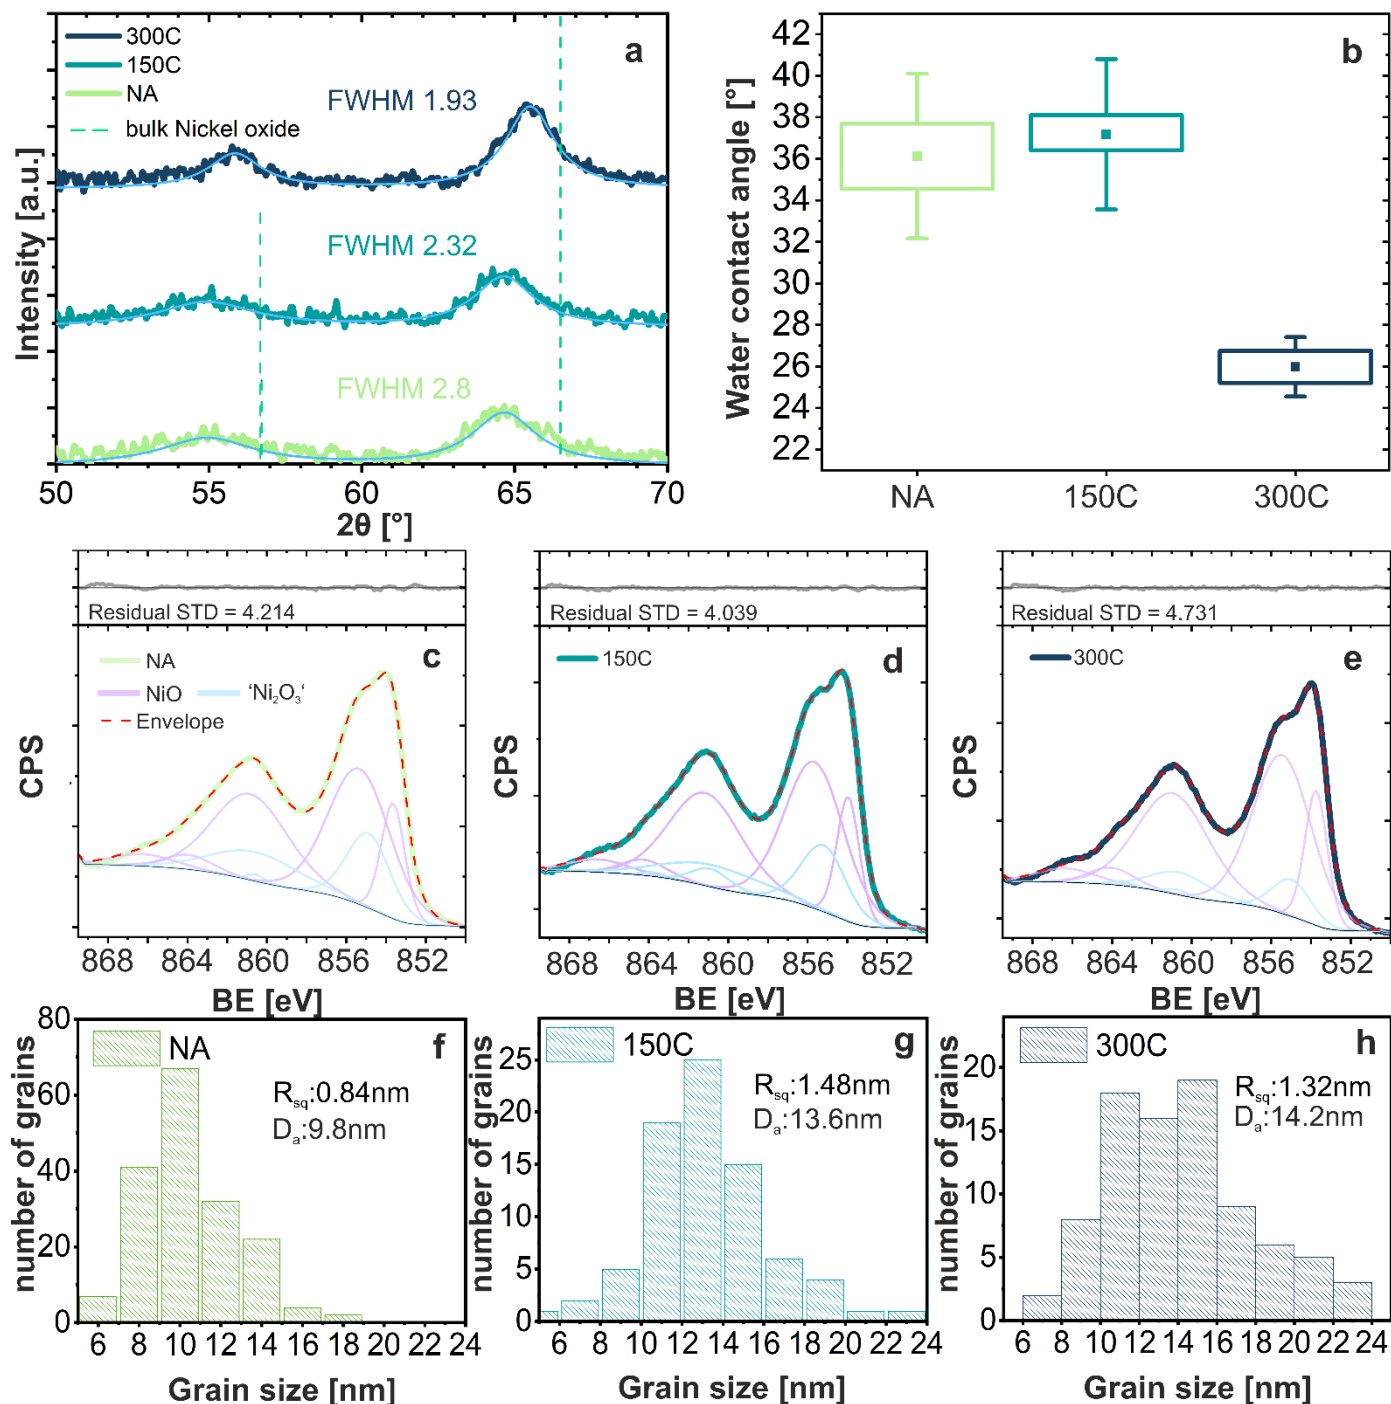 300C
150C
NA
bulk Nickel oxide
a
FWHM 1.93
FWHM 2.32
FWHM 2.8
Intensity [a.u.]
50 55 60 65 70
2θ [°]
b
Water contact angle [°]
42
40
38
36
34
32
30
28
26
24
22
NA 150C 300C
Residual STD = 4.214
c
NA
NiO 'Ni₂O₃'
Envelope
CPS
868 860 856 852
BE [eV]
Residual STD = 4.039
d
150C
CPS
868 860 856 852
BE [eV]
Residual STD = 4.731
e
300C
CPS
868 860 856 852
BE [eV]
f
NA
Rsq:0.84nm
Da:9.8nm
number of grains
80
60
40
20
0
6 8 10 12 14 16 18 20 22 24
Grain size [nm]
g
150C
Rsq:1.48nm
Da:13.6nm
number of grains
25
20
15
10
5
0
6 8 10 12 14 16 18 20 22 24
Grain size [nm]
h
300C
Rsq:1.32nm
Da:14.2nm
number of grains
20
15
10
5
0
6 8 10 12 14 16 18 20 22 24
Grain size [nm]